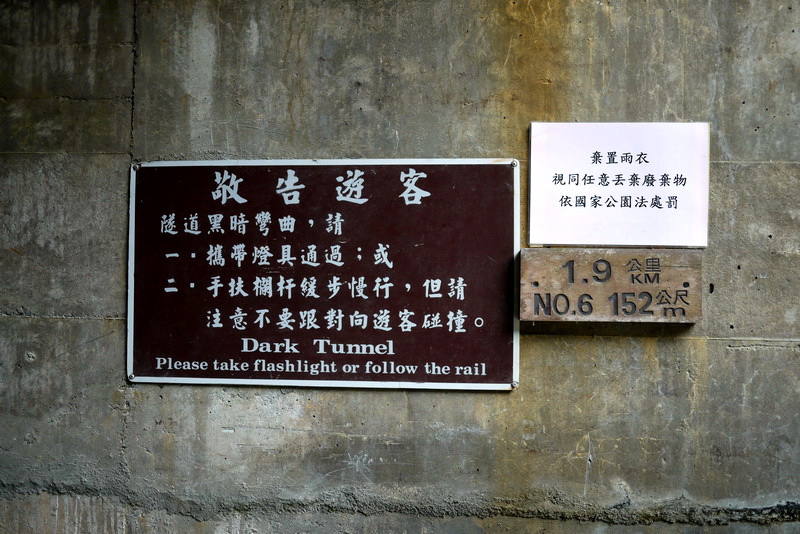 敬告遊客
隧道黑暗彎曲，請
一．攜帶燈具通過；或
二．手扶欄杆緩步慢行，但請
注意不要跟對向遊客碰撞。
Dark Tunnel
Please take flashlight or follow the rail
棄置雨衣
視同任意丟棄廢棄物
依國家公園法處罰
1.9 公里 KM
NO.6 152 公尺 m